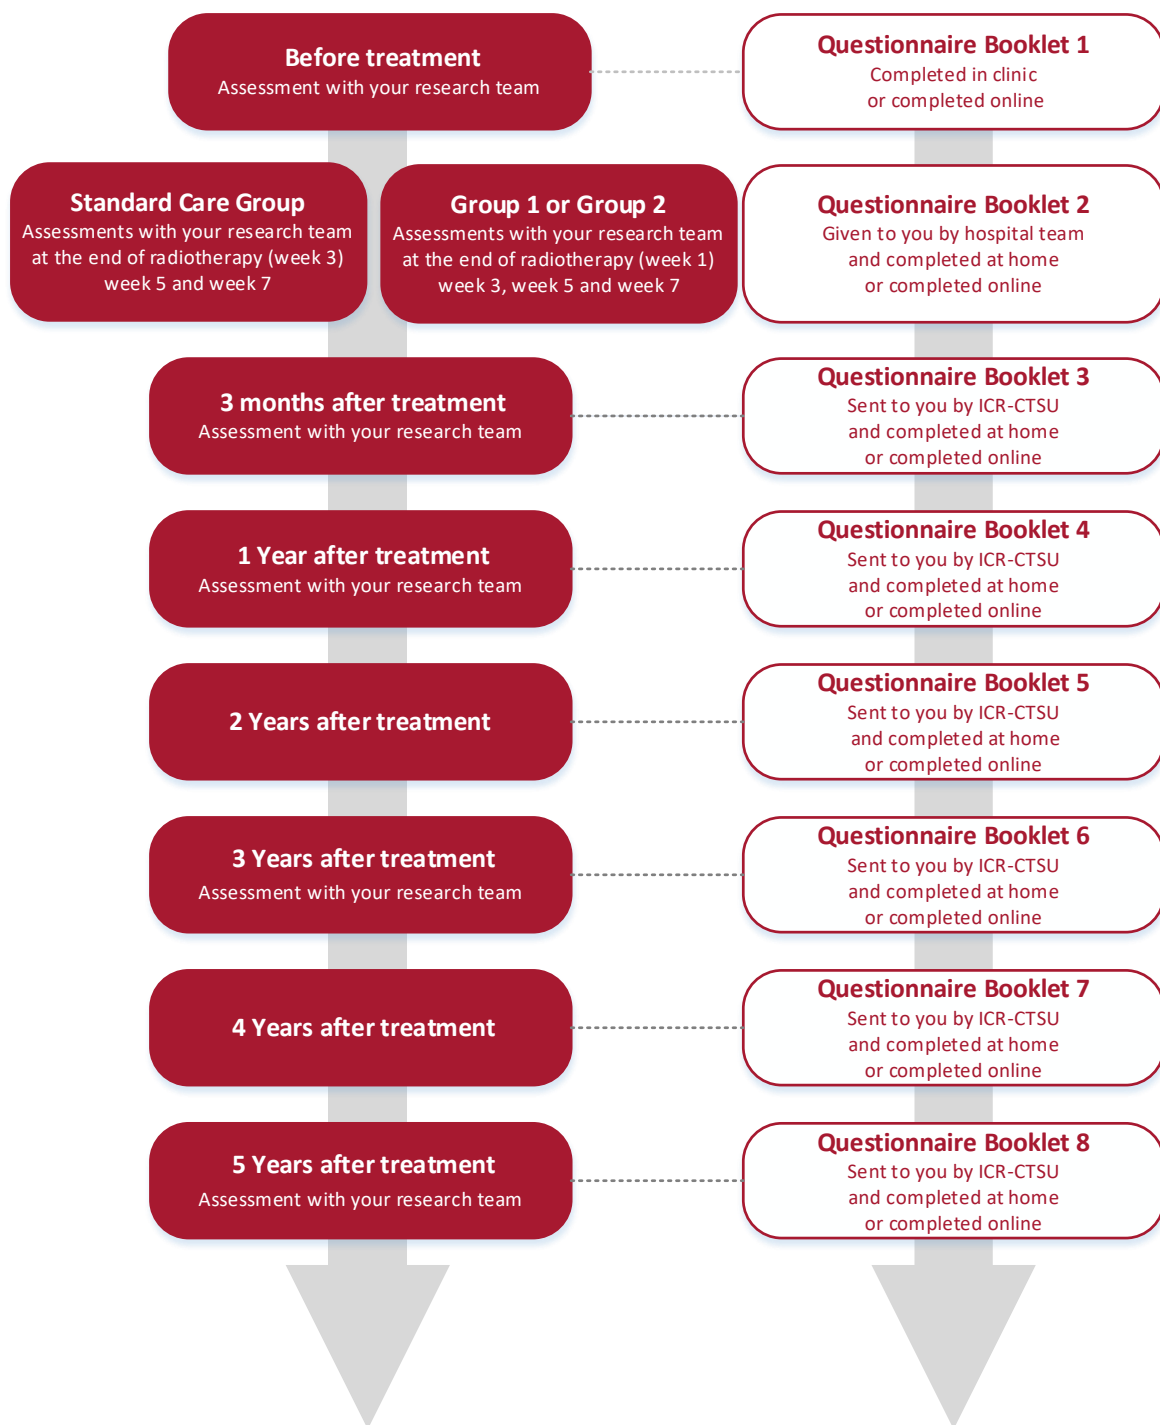 Before treatment
Assessment with your research team
Questionnaire Booklet 1
Completed in clinic
or completed online
Standard Care Group
Assessments with your research team
at the end of radiotherapy (week 3)
week 5 and week 7
Group 1 or Group 2
Assessments with your research team
at the end of radiotherapy (week 1)
week 3, week 5 and week 7
Questionnaire Booklet 2
Given to you by hospital team
and completed at home
or completed online
3 months after treatment
Assessment with your research team
Questionnaire Booklet 3
Sent to you by ICR-CTSU
and completed at home
or completed online
1 Year after treatment
Assessment with your research team
Questionnaire Booklet 4
Sent to you by ICR-CTSU
and completed at home
or completed online
2 Years after treatment
Questionnaire Booklet 5
Sent to you by ICR-CTSU
and completed at home
or completed online
3 Years after treatment
Assessment with your research team
Questionnaire Booklet 6
Sent to you by ICR-CTSU
and completed at home
or completed online
4 Years after treatment
Questionnaire Booklet 7
Sent to you by ICR-CTSU
and completed at home
or completed online
5 Years after treatment
Assessment with your research team
Questionnaire Booklet 8
Sent to you by ICR-CTSU
and completed at home
or completed online